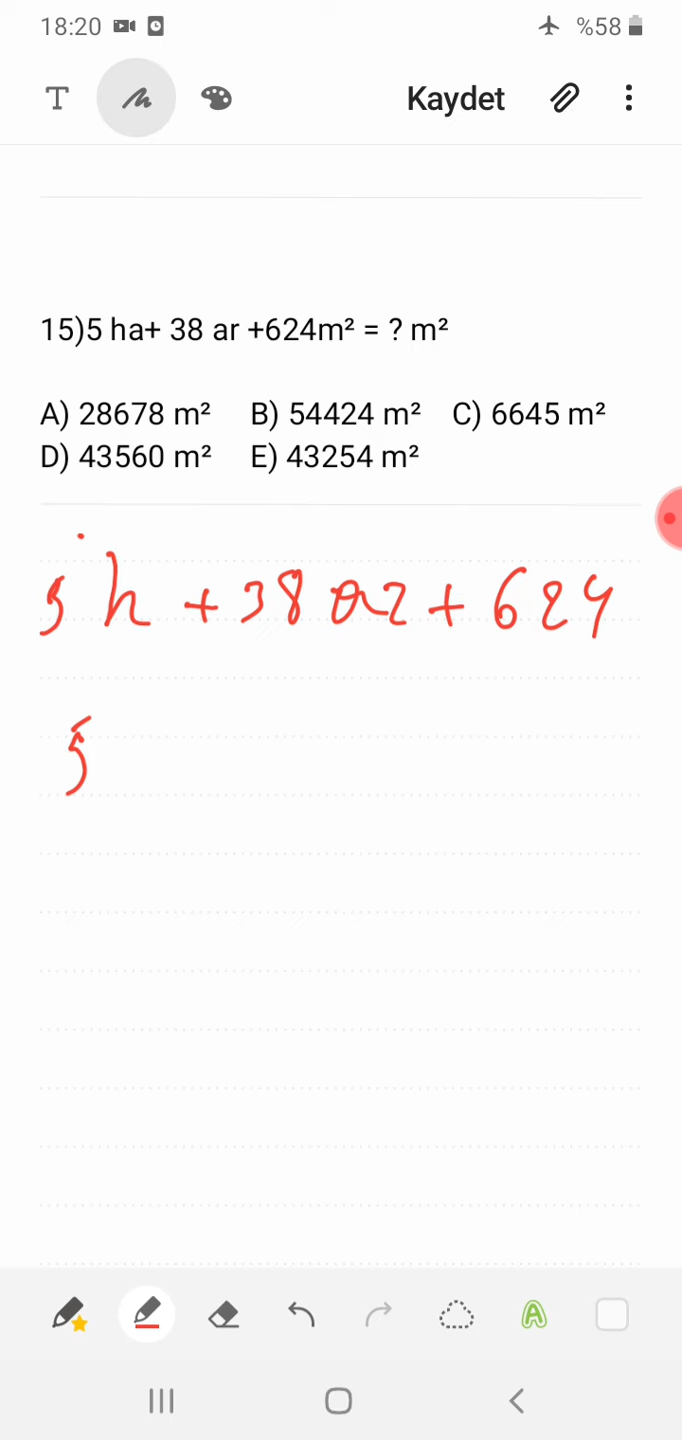 18:20 %58
T Kaydet
15)5 ha+ 38 ar +624m² = ? m²
A) 28678 m² B) 54424 m² C) 6645 m²
D) 43560 m² E) 43254 m²
5h + 38 ar + 624
5
A